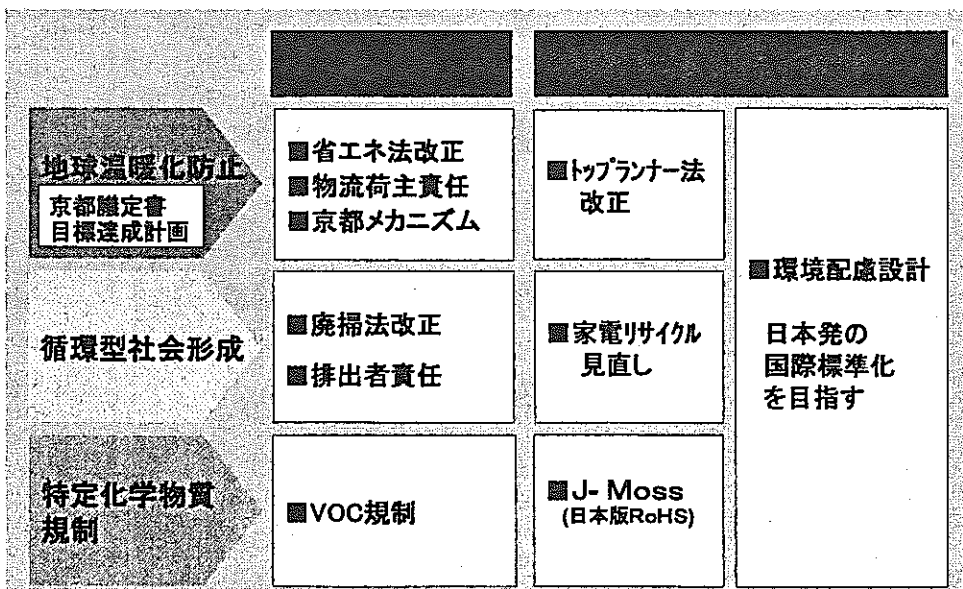 地球温暖化防止
京都議定書
目標達成計画
■省エネ法改正
■物流荷主責任
■京都メカニズム
■トップランナー法
改正
■環境配慮設計
日本発の
国際標準化
を目指す
循環型社会形成
■廃掃法改正
■排出者責任
■家電リサイクル
見直し
特定化学物質
規制
■VOC規制
■J-Moss
(日本版RoHS)